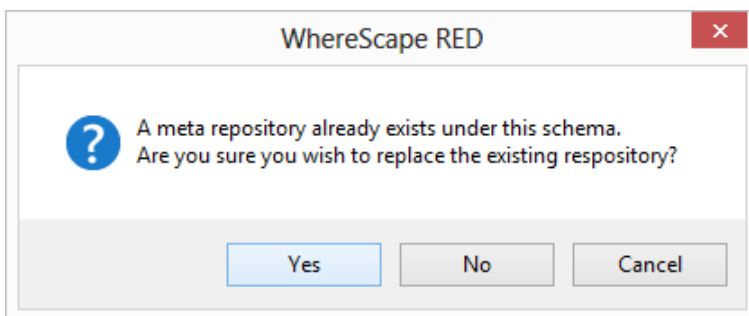 WhereScape RED
×
?
A meta repository already exists under this schema.
Are you sure you wish to replace the existing respository?
Yes
No
Cancel